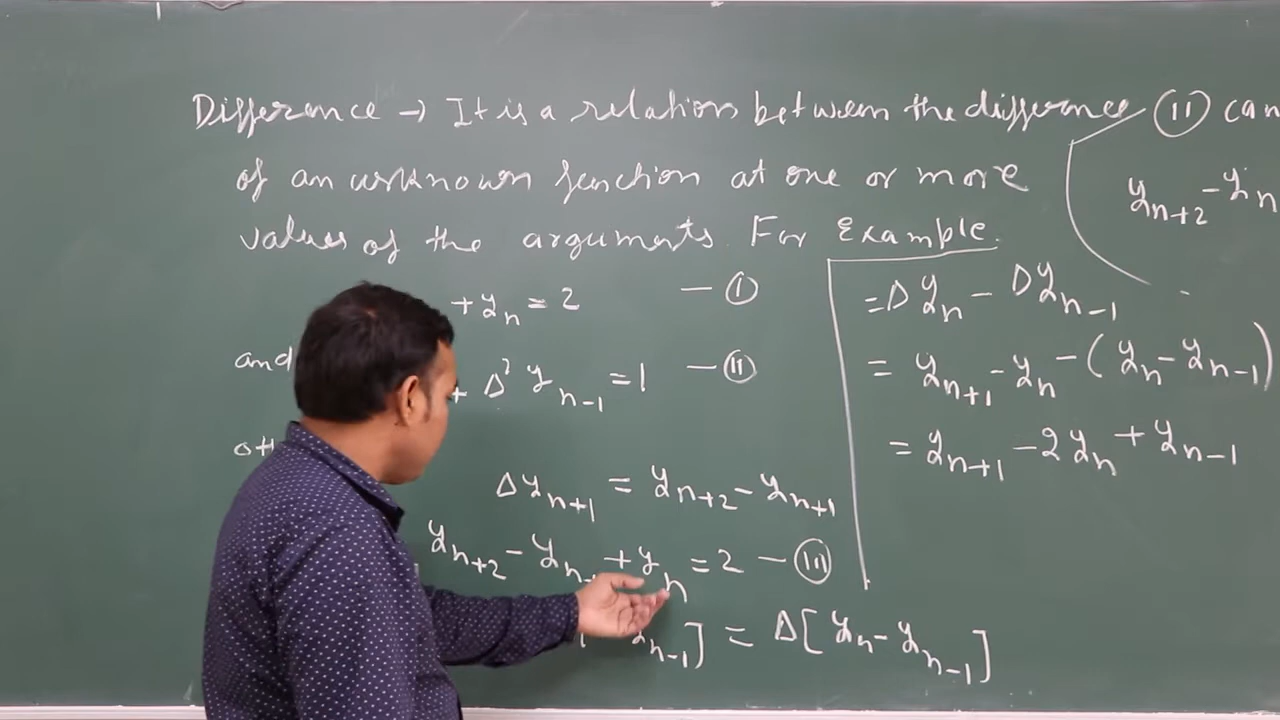 Differance → It is a relation between the differance
of an unknown function at one or more
values of the arguments. For Example.
+ y_n = 2 — (I)
and + Δ² y_{n-1} = 1 — (II)
Δy_{n+1} = y_{n+2} - y_{n+1}
y_{n+2} - y_n + y_n = 2 — (III)
y_{n-1}] = Δ[y_n - y_{n-1}]
= Δy_n - Δy_{n-1}
= y_{n+1} - y_n - (y_n - y_{n-1})
= y_{n+1} - 2y_n + y_{n-1}
(II) can
y_{n+2} - y_n